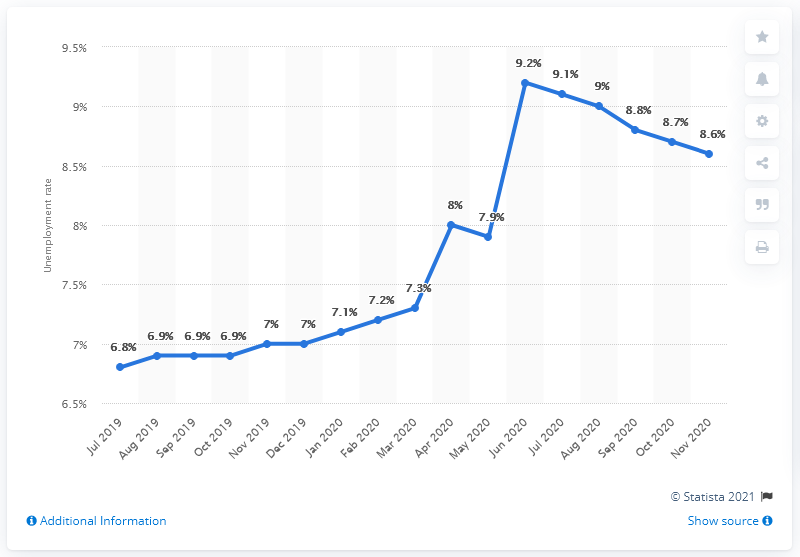 9.5%
9%
8.5%
8%
7.5%
7%
6.5%
Unemployment rate
6.8%
6.9%
6.9%
6.9%
7%
7%
7.1%
7.2%
7.3%
8%
7.9%
9.2%
9.1%
9%
8.8%
8.7%
8.6%
Jul 2019
Aug 2019
Sep 2019
Oct 2019
Nov 2019
Dec 2019
Jan 2020
Feb 2020
Mar 2020
Apr 2020
May 2020
Jun 2020
Jul 2020
Aug 2020
Sep 2020
Oct 2020
Nov 2020
© Statista 2021
Additional Information
Show source